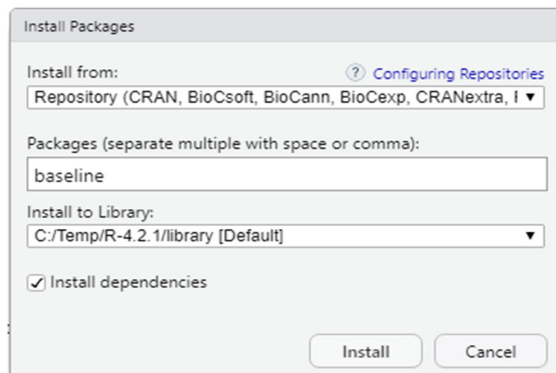 Install Packages
Install from:
? Configuring Repositories
Repository (CRAN, BioCsoft, BioCann, BioCexp, CRANextra,
Packages (separate multiple with space or comma):
baseline
Install to Library:
C:/Temp/R-4.2.1/library [Default]
Install dependencies
Install
Cancel